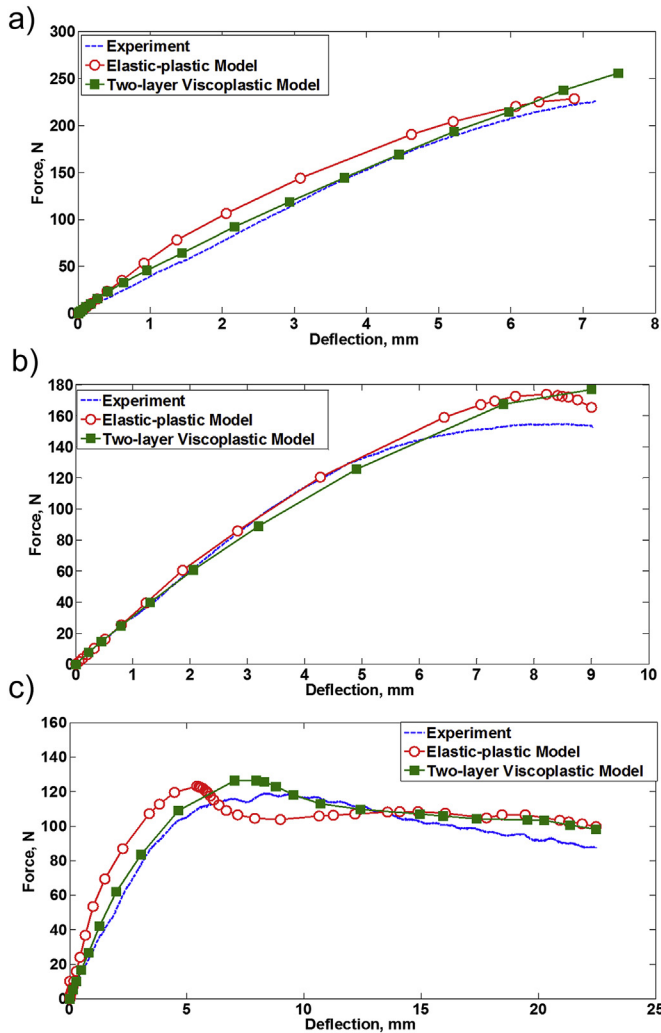 a)
300
250
200
150
100
50
0
Force, N
Experiment
Elastic-plastic Model
Two-layer Viscoplastic Model
0 1 2 3 4 5 6 7 8
Deflection, mm
b)
180
160
140
120
100
80
60
40
20
0
Force, N
Experiment
Elastic-plastic Model
Two-layer Viscoplastic Model
0 1 2 3 4 5 6 7 8 9 10
Deflection, mm
c)
160
140
120
100
80
60
40
20
0
Force, N
Experiment
Elastic-plastic Model
Two-layer Viscoplastic Model
0 5 10 15 20 25
Deflection, mm